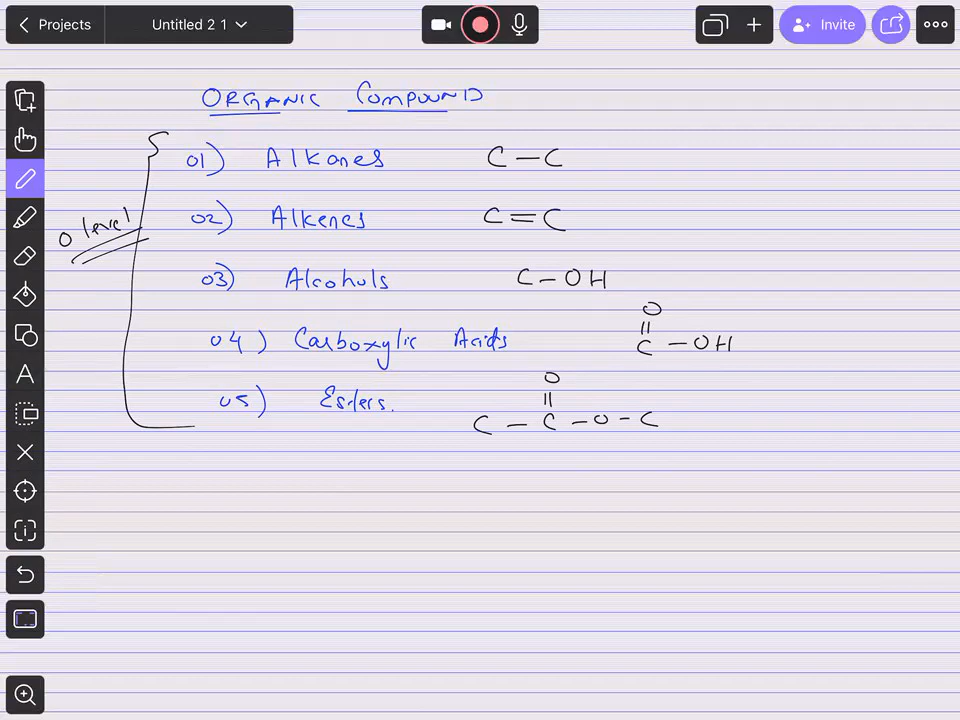 Projects Untitled 2 1 Invite
ORGANIC COMPOUND
01) Alkanes C — C
02) Alkenes C = C
O level
03) Alcohols C — OH
O
||
04) Carboxylic Acids C — OH
O
||
05) Esters. C — C — O — C
A